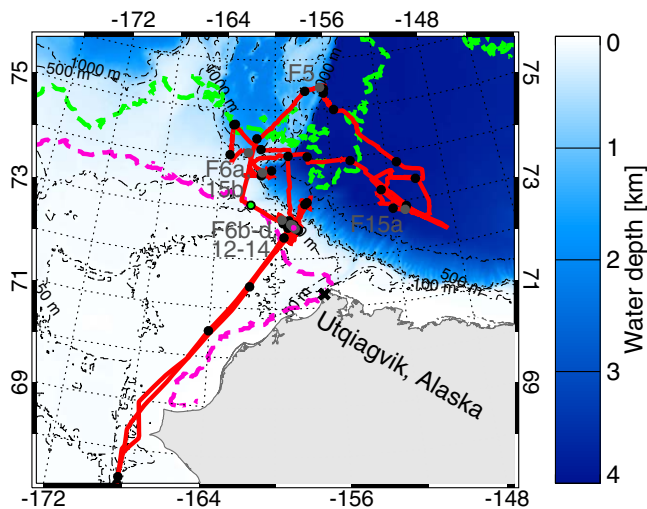 -172 -164 -156 -148
75
73
71
69
75
73
71
69
1000 m
500 m
1000 m
F5
F6a
15b
F6b-d
12-14
F15a
500 m
100 m
50 m
Utqiagvik, Alaska
-172 -164 -156 -148
0
1
2
3
4
Water depth [km]